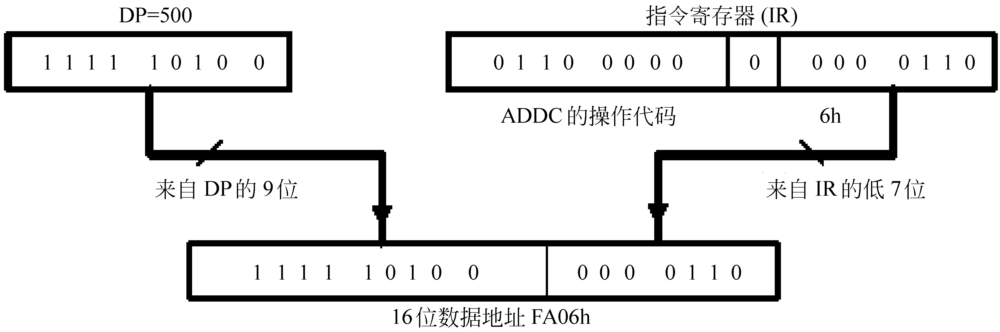 DP=500
指令寄存器 (IR)
1 1 1 1 1 0 1 0 0
0 1 1 0 0 0 0 0 0 0 0 0 0 1 1 0
ADDC 的操作代码
6h
来自 DP 的 9 位
来自 IR 的低 7 位
1 1 1 1 1 0 1 0 0 0 0 0 0 1 1 0
16 位数据地址 FA06h